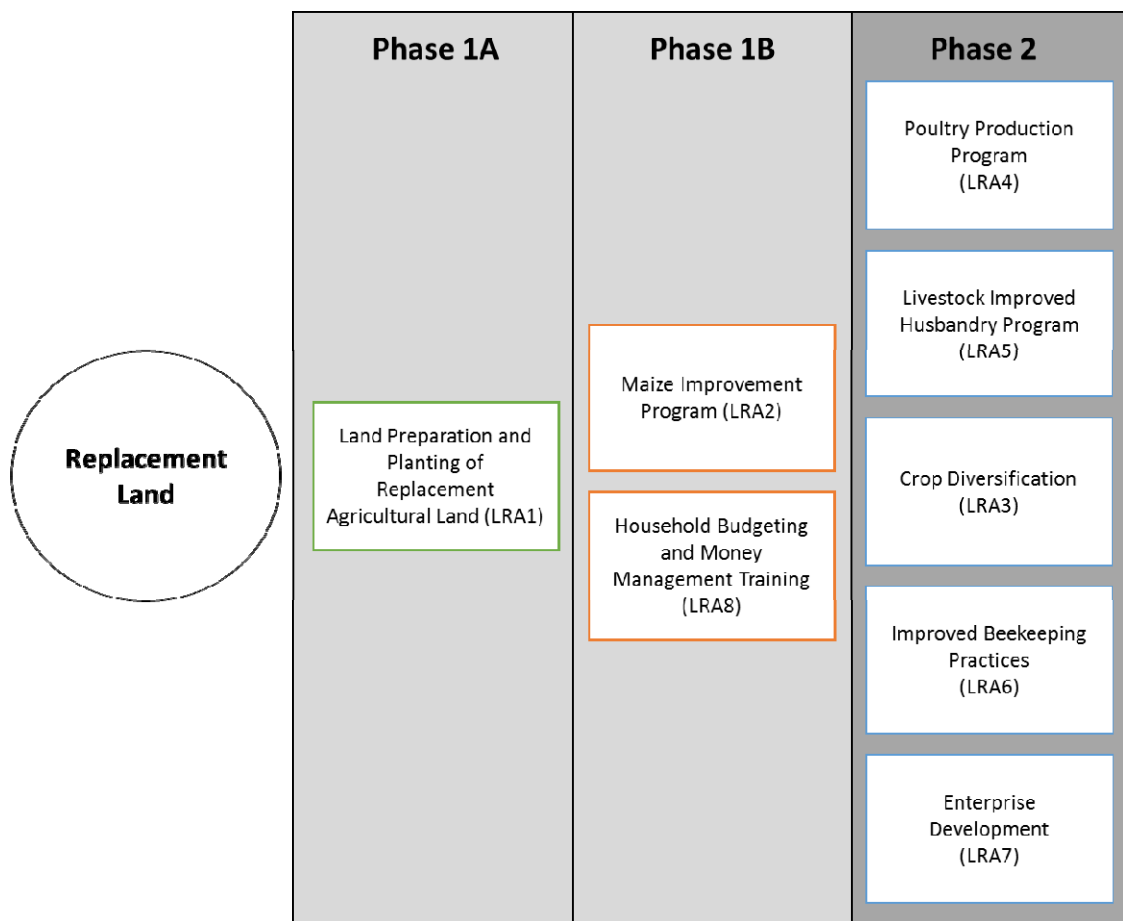 Phase 1A
Phase 1B
Phase 2
Replacement
Land
Land Preparation and
Planting of
Replacement
Agricultural Land (LRA1)
Maize Improvement
Program (LRA2)
Household Budgeting
and Money
Management Training
(LRA8)
Poultry Production
Program
(LRA4)
Livestock Improved
Husbandry Program
(LRA5)
Crop Diversification
(LRA3)
Improved Beekeeping
Practices
(LRA6)
Enterprise
Development
(LRA7)